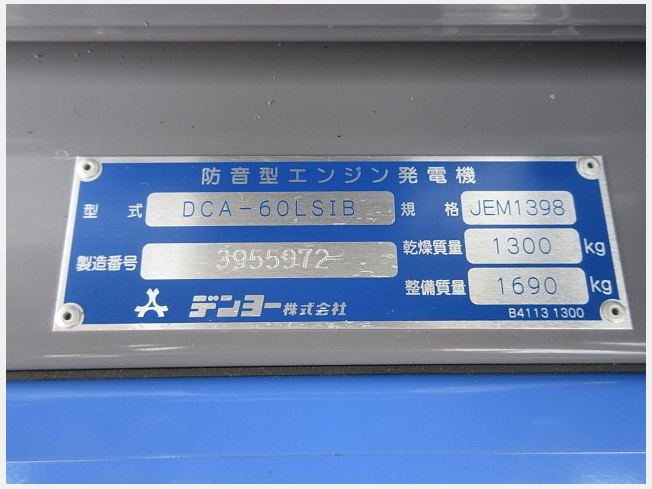 防音型エンジン発電機
型式 DCA-60LSIB 規格 JEM1398
製造番号 3955972 乾燥質量 1300 kg
整備質量 1690 kg
デンヨー株式会社
B4113 1300